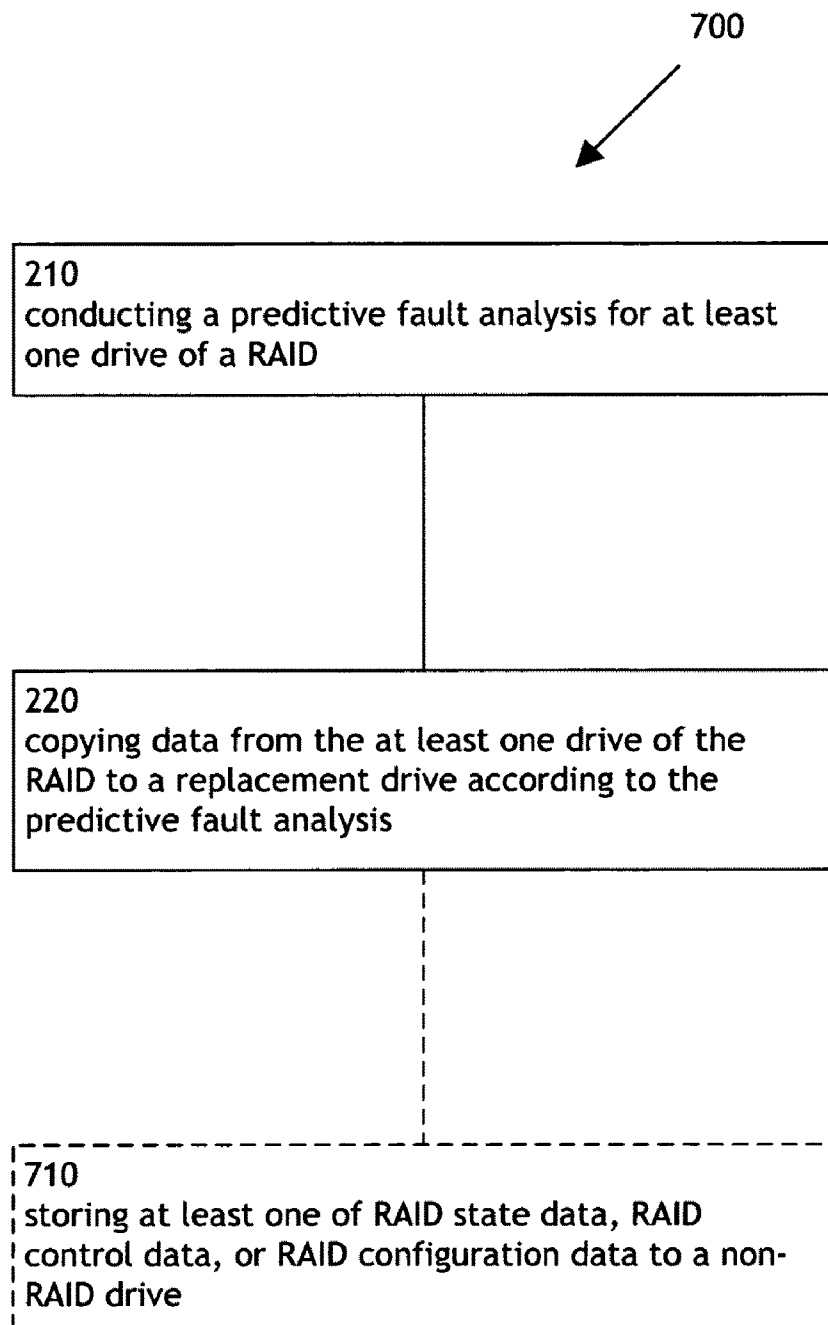 700
210
conducting a predictive fault analysis for at least
one drive of a RAID
220
copying data from the at least one drive of the
RAID to a replacement drive according to the
predictive fault analysis
710
storing at least one of RAID state data, RAID
control data, or RAID configuration data to a non-
RAID drive